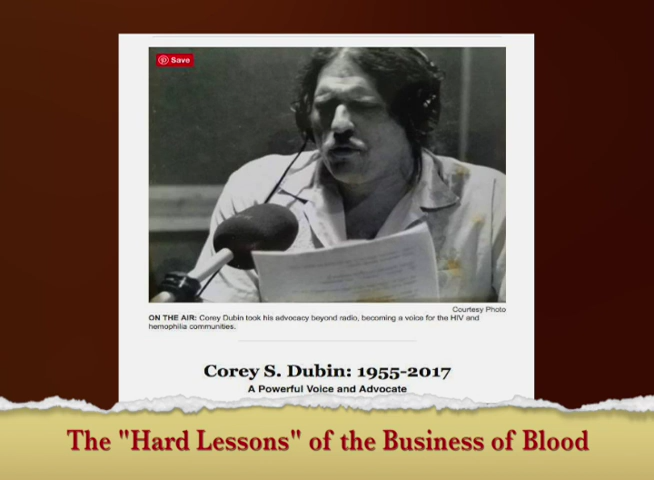 Save
Courtesy Photo
ON THE AIR: Corey Dubin took his advocacy beyond radio, becoming a voice for the HIV and
hemophilia communities.
Corey S. Dubin: 1955-2017
A Powerful Voice and Advocate
The "Hard Lessons" of the Business of Blood